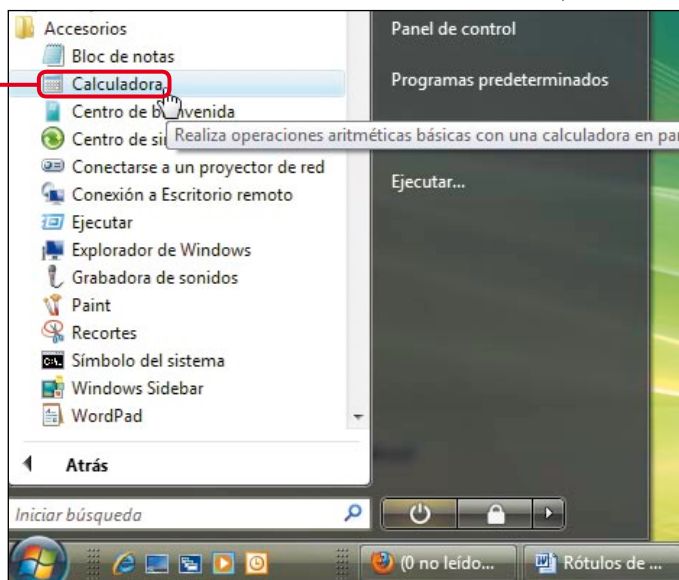 Accesorios
Bloc de notas
Calculadora
Centro de b nvenida
Centro de si
Realiza operaciones aritméticas básicas con una calculadora en pa
Conectarse a un proyector de red
Conexión a Escritorio remoto
Ejecutar
Explorador de Windows
Grabadora de sonidos
Paint
Recortes
Símbolo del sistema
Windows Sidebar
WordPad
Atrás
Iniciar búsqueda
Panel de control
Programas predeterminados
Ejecutar...
(0 no leído...
Rótulos de ...